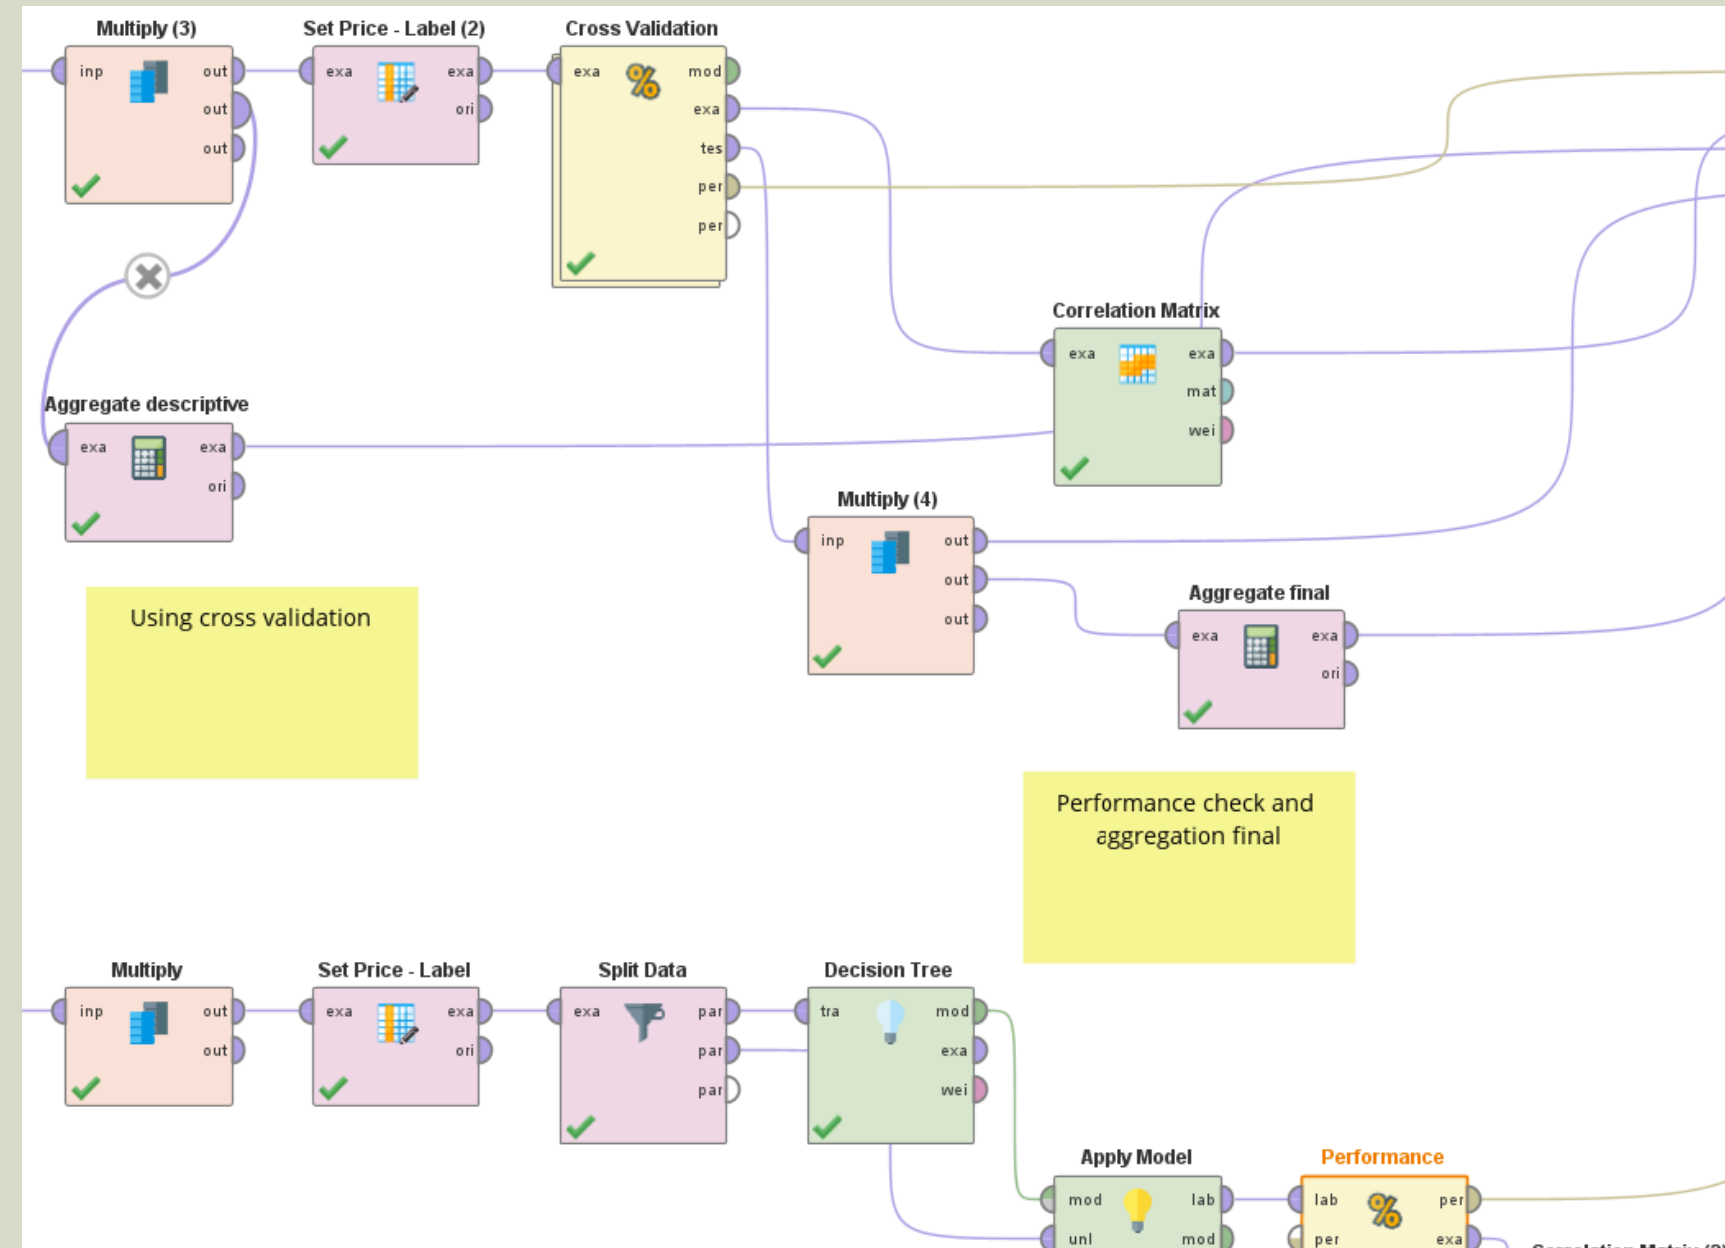 Multiply (3)
Set Price - Label (2)
Cross Validation
inp
out
out
out
exa
exa
ori
exa
mod
exa
tes
per
per
Correlation Matrix
exa
exa
mat
wei
Aggregate descriptive
exa
exa
ori
Multiply (4)
inp
out
out
out
Aggregate final
exa
exa
ori
Using cross validation
Performance check and
aggregation final
Multiply
Set Price - Label
Split Data
Decision Tree
inp
out
out
exa
exa
ori
exa
par
par
par
tra
mod
exa
wei
Apply Model
Performance
mod
lab
unl
mod
lab
per
per
exa